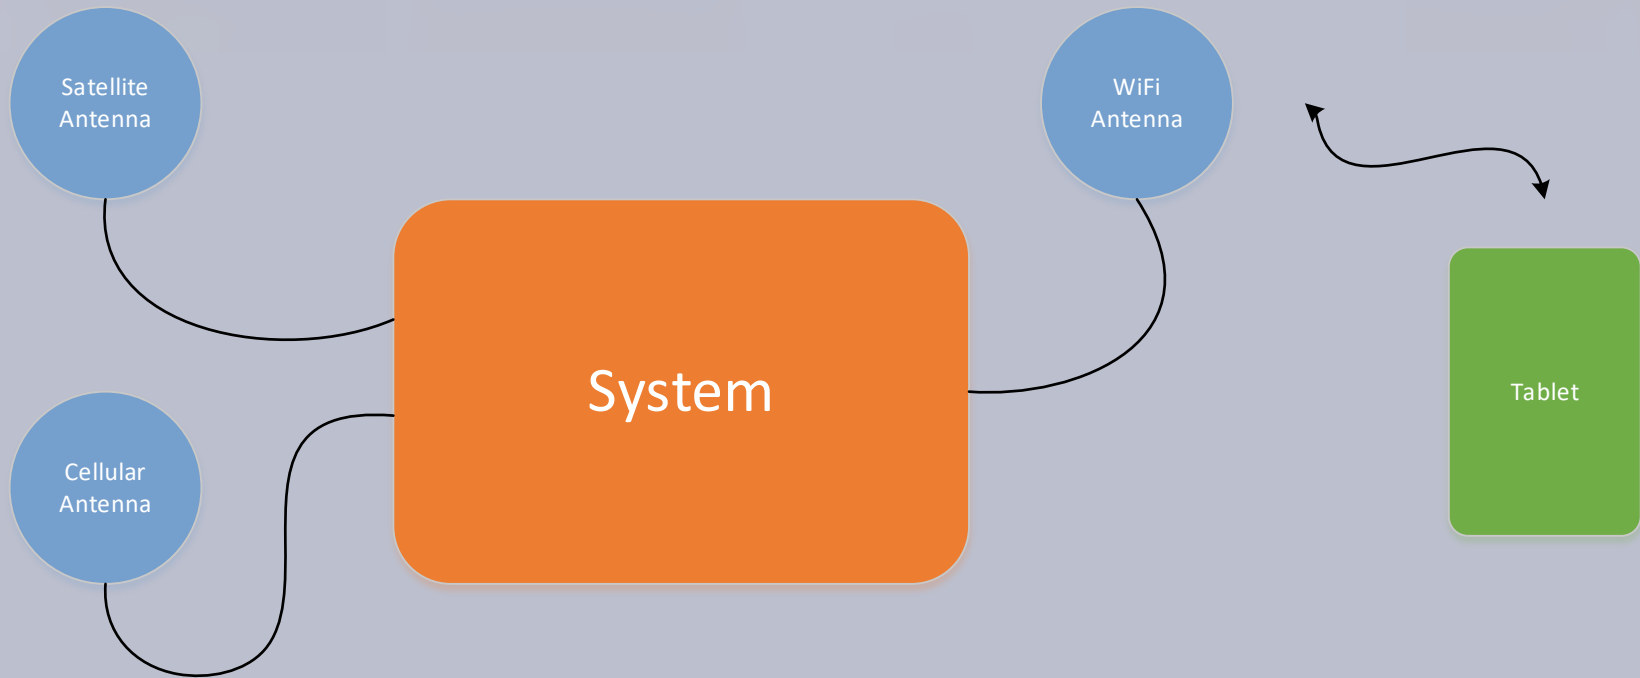 Satellite
Antenna
WiFi
Antenna
System
Tablet
Cellular
Antenna